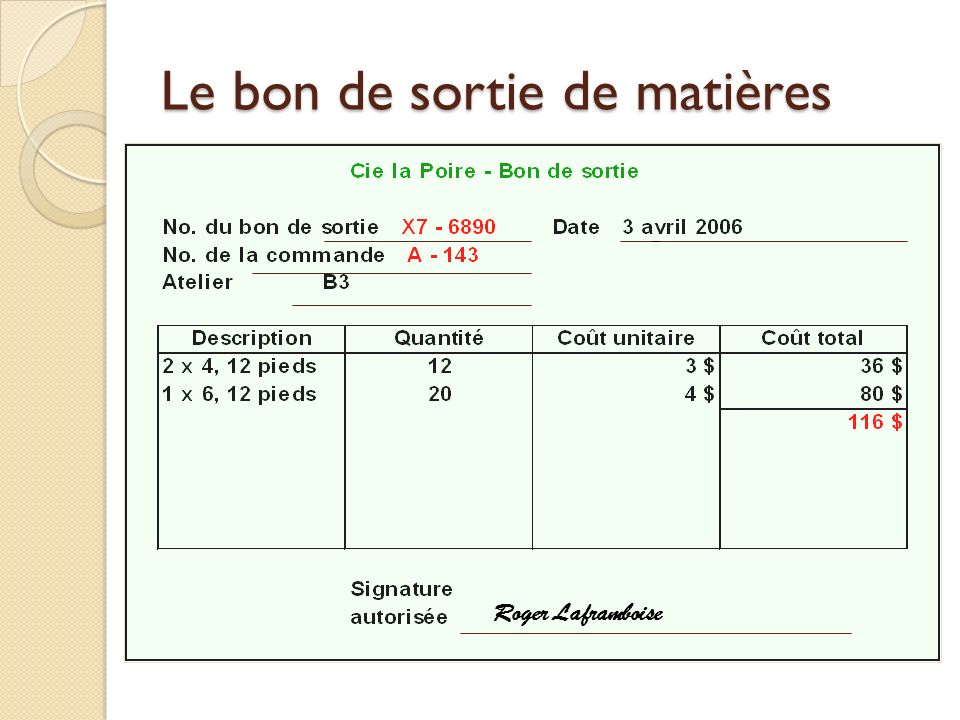 Le bon de sortie de matières
Cie la Poire - Bon de sortie
No. du bon de sortie X7 - 6890 Date 3 avril 2006
No. de la commande A - 143
Atelier B3
Description Quantité Coût unitaire Coût total
2 x 4, 12 pieds 12 3 $ 36 $
1 x 6, 12 pieds 20 4 $ 80 $
116 $
Signature
autorisée Roger Laframboise